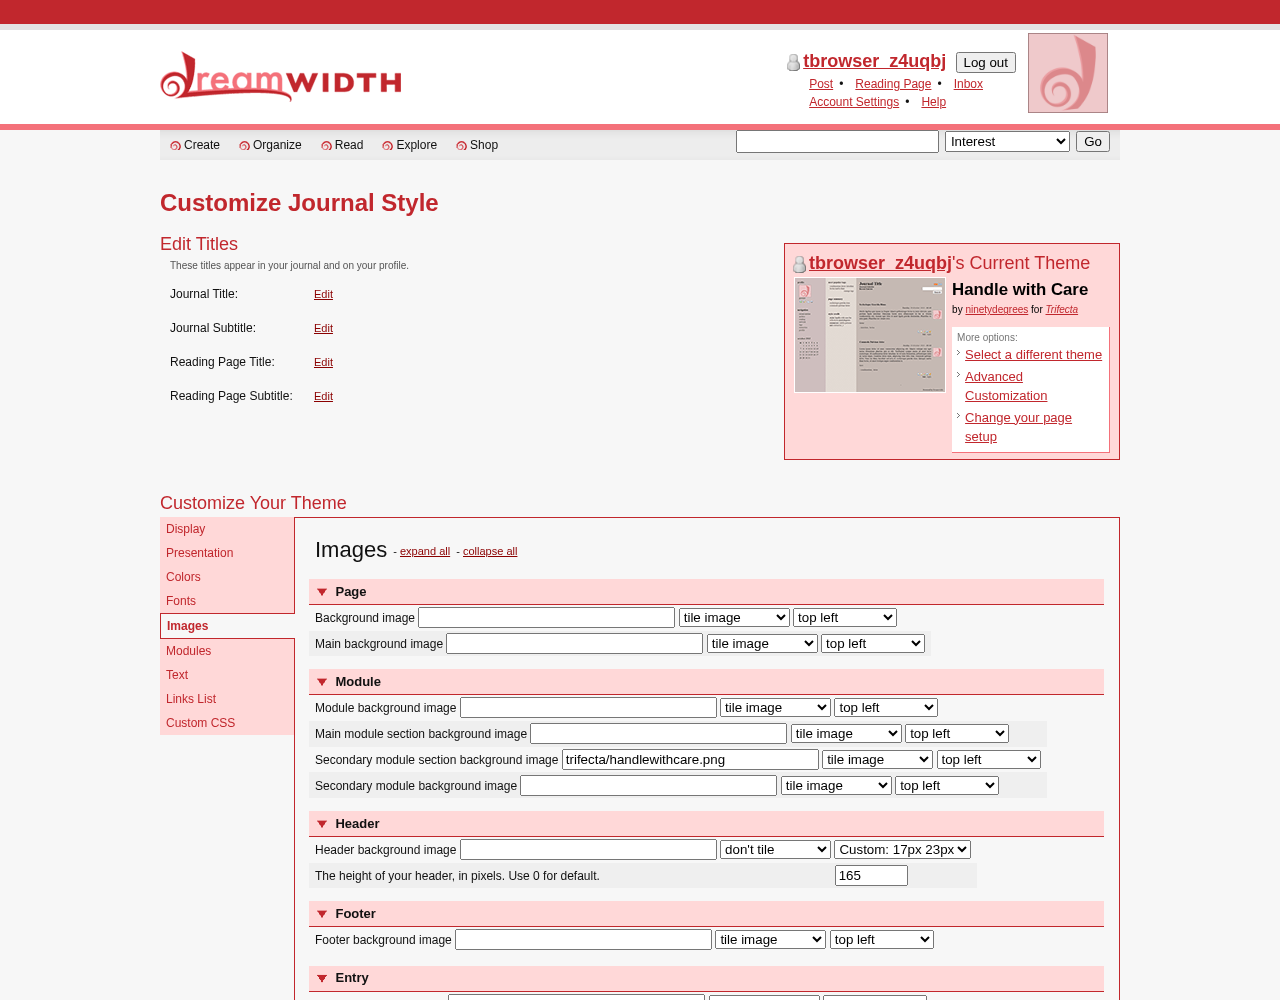 dreamWIDTH
tbrowser_z4uqbj Log out
Post • Reading Page • Inbox
Account Settings • Help
Create Organize Read Explore Shop Interest Go
Customize Journal Style
Edit Titles
These titles appear in your journal and on your profile.
Journal Title: Edit
Journal Subtitle: Edit
Reading Page Title: Edit
Reading Page Subtitle: Edit
tbrowser_z4uqbj's Current Theme
Journal Title
Handle with Care
by ninetydegrees for Trifecta
More options:
Select a different theme
Advanced
Customization
Change your page
setup
Customize Your Theme
Display
Presentation
Colors
Fonts
Images
Modules
Text
Links List
Custom CSS
Images - expand all - collapse all
Page
Background image tile image top left
Main background image tile image top left
Module
Module background image tile image top left
Main module section background image tile image top left
Secondary module section background image trifecta/handlewithcare.png tile image top left
Secondary module background image tile image top left
Header
Header background image don't tile Custom: 17px 23px
The height of your header, in pixels. Use 0 for default. 165
Footer
Footer background image tile image top left
Entry